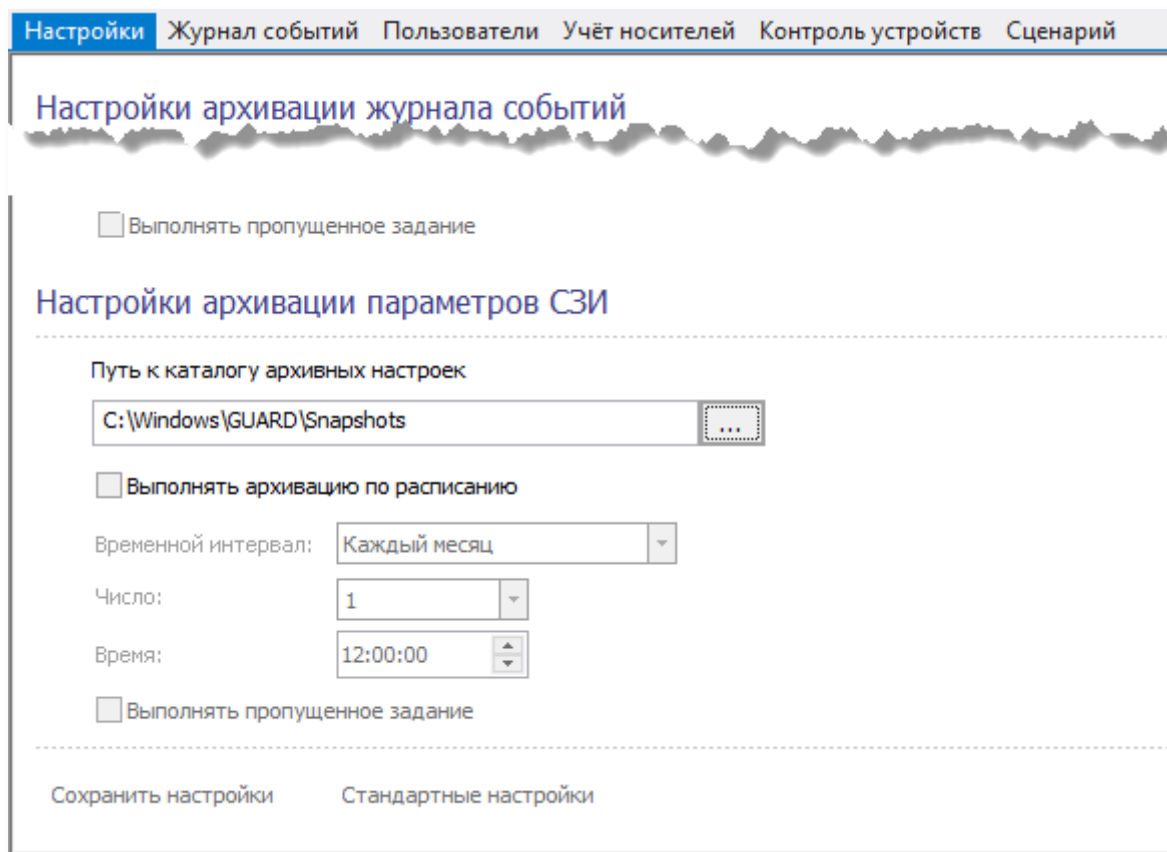 Настройки Журнал событий Пользователи Учёт носителей Контроль устройств Сценарий
Настройки архивации журнала событий
Выполнять пропущенное задание
Настройки архивации параметров СЗИ
Путь к каталогу архивных настроек
C:\Windows\GUARD\Snapshots ...
Выполнять архивацию по расписанию
Временной интервал: Каждый месяц
Число: 1
Время: 12:00:00
Выполнять пропущенное задание
Сохранить настройки Стандартные настройки